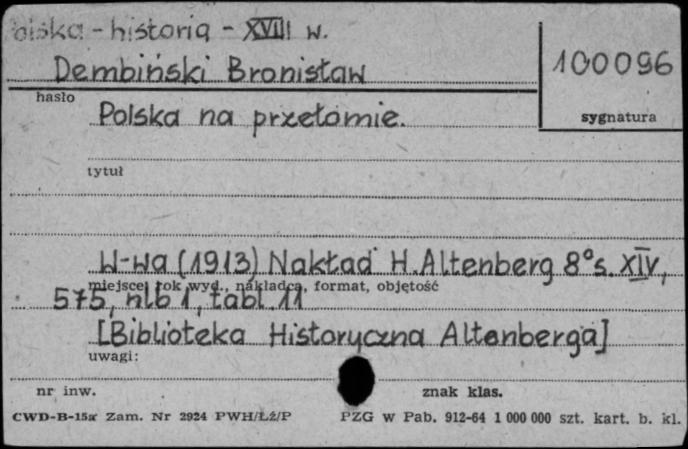 olska - historia - XVIII w.
Dembiński Bronisław
100096
hasło
sygnatura
Polska na przełomie.
tytuł
W-wa (1913) Nakład H. Altenberg 8° s. XIV,
miejsce, rok wyd., nakładca, format, objętość
575, nlb 1, tabl. 11
[Biblioteka Historyczna Altenberga]
uwagi:
nr inw.
znak klas.
CWD-B-15a Zam. Nr 2924 PWH/Łż/P PZG w Pab. 912-64 1 000 000 szt. kart. b. kl.